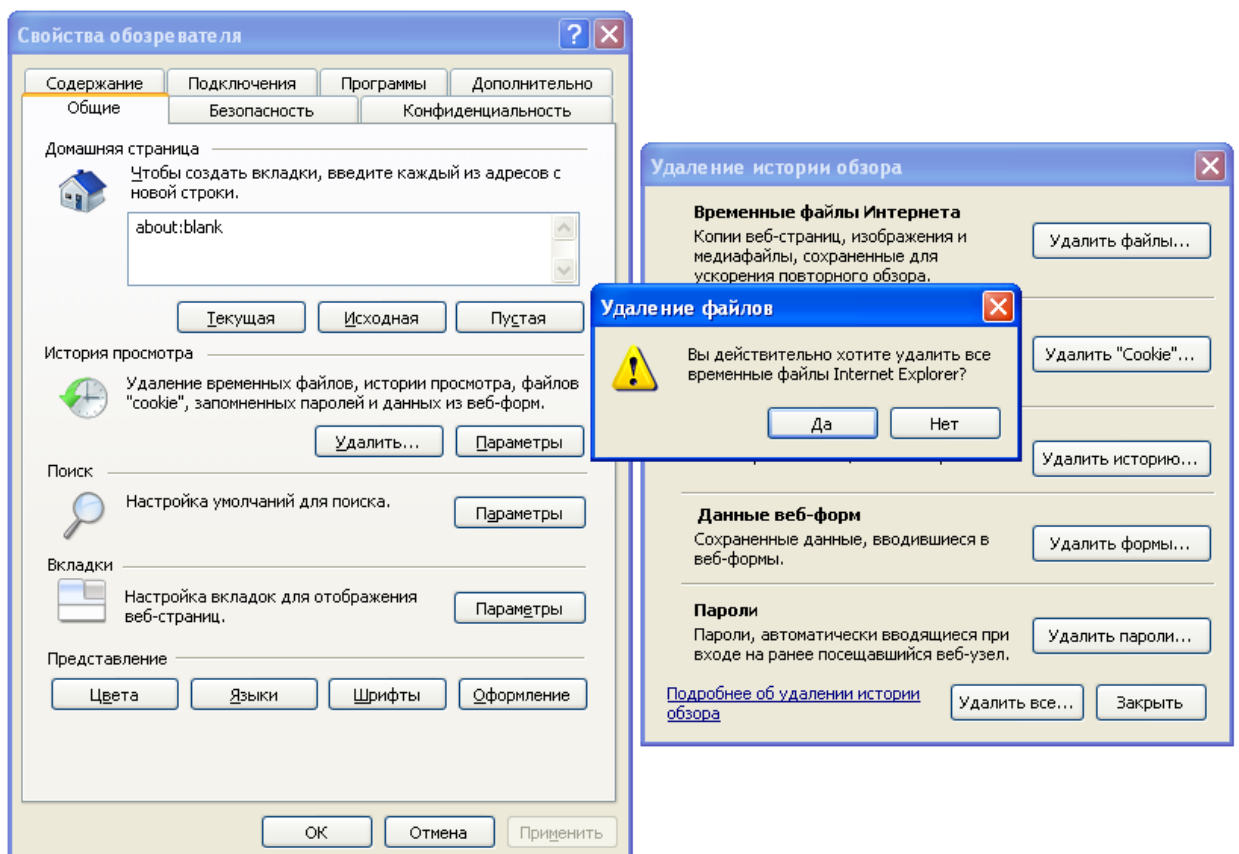 Свойства обозревателя
Содержание
Подключения
Программы
Дополнительно
Общие
Безопасность
Конфиденциальность
Домашняя страница
Чтобы создать вкладки, введите каждый из адресов с
новой строки.
about:blank
Текущая
Исходная
Пустая
История просмотра
Удаление временных файлов, истории просмотра, файлов
"cookie", запомненных паролей и данных из веб-форм.
Удалить...
Параметры
Поиск
Настройка умолчаний для поиска.
Параметры
Вкладки
Настройка вкладок для отображения
веб-страниц.
Параметры
Представление
Цвета
Языки
Шрифты
Оформление
ОК
Отмена
Применить
Удаление истории обзора
Временные файлы Интернета
Копии веб-страниц, изображения и
медиафайлы, сохраненные для
ускорения повторного обзора.
Удалить файлы...
Удаление файлов
Вы действительно хотите удалить все
временные файлы Internet Explorer?
Да
Нет
Удалить "Cookie"...
Удалить историю...
Данные веб-форм
Сохраненные данные, вводившиеся в
веб-формы.
Удалить формы...
Пароли
Пароли, автоматически вводящиеся при
входе на ранее посещавшийся веб-узел.
Удалить пароли...
Подробнее об удалении истории
обзора
Удалить все...
Закрыть